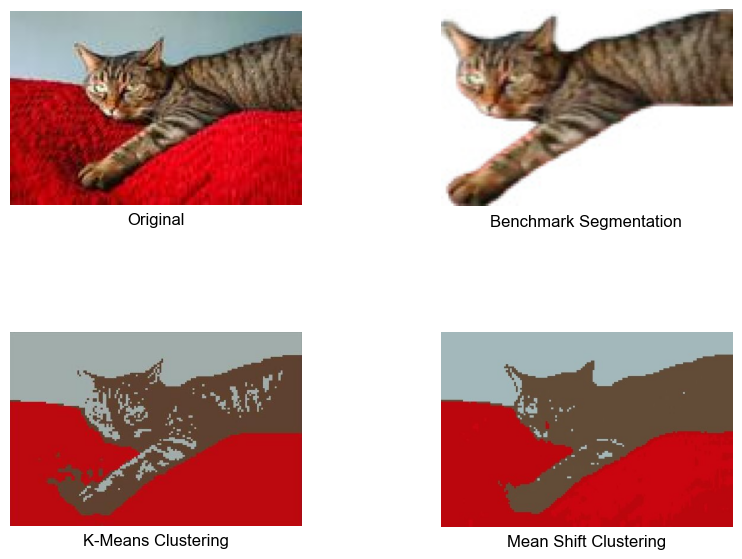 Original
Benchmark Segmentation
K-Means Clustering
Mean Shift Clustering